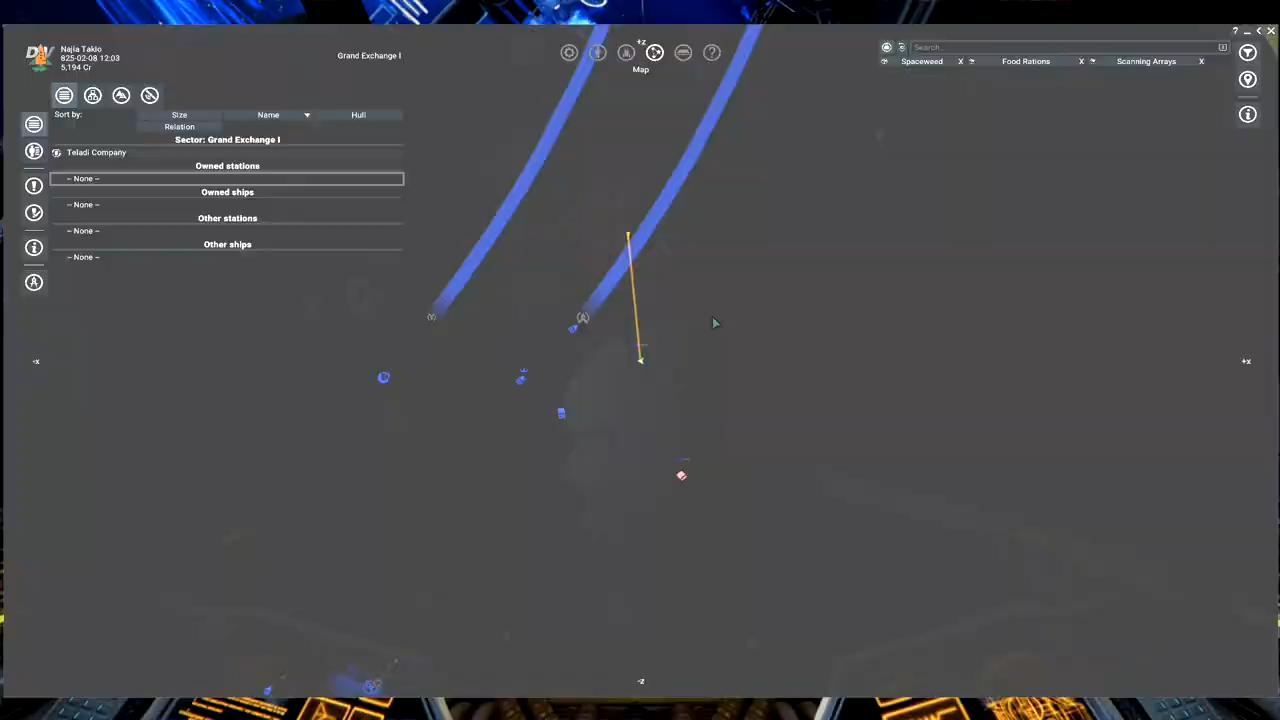 Najia Takio
825-02-08 12:03
5,194 Cr
Grand Exchange I
+z
Map
Search...
Spaceweed X
Food Rations X
Scanning Arrays X
Sort by: Size Name Hull
Relation
Sector: Grand Exchange I
Teladi Company
Owned stations
-- None --
Owned ships
-- None --
Other stations
-- None --
Other ships
-- None --
-x
+x
-z